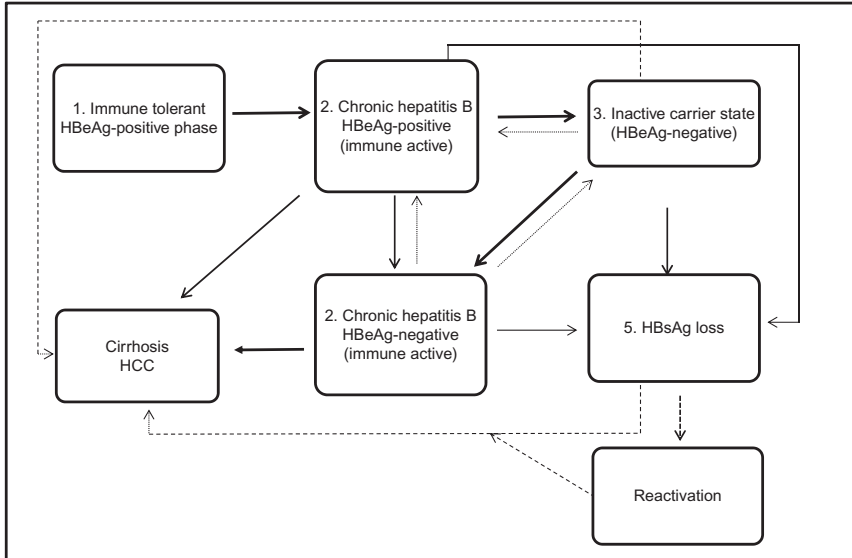 1. Immune tolerant
HBeAg-positive phase
2. Chronic hepatitis B
HBeAg-positive
(immune active)
3. Inactive carrier state
(HBeAg-negative)
Cirrhosis
HCC
2. Chronic hepatitis B
HBeAg-negative
(immune active)
5. HBsAg loss
Reactivation